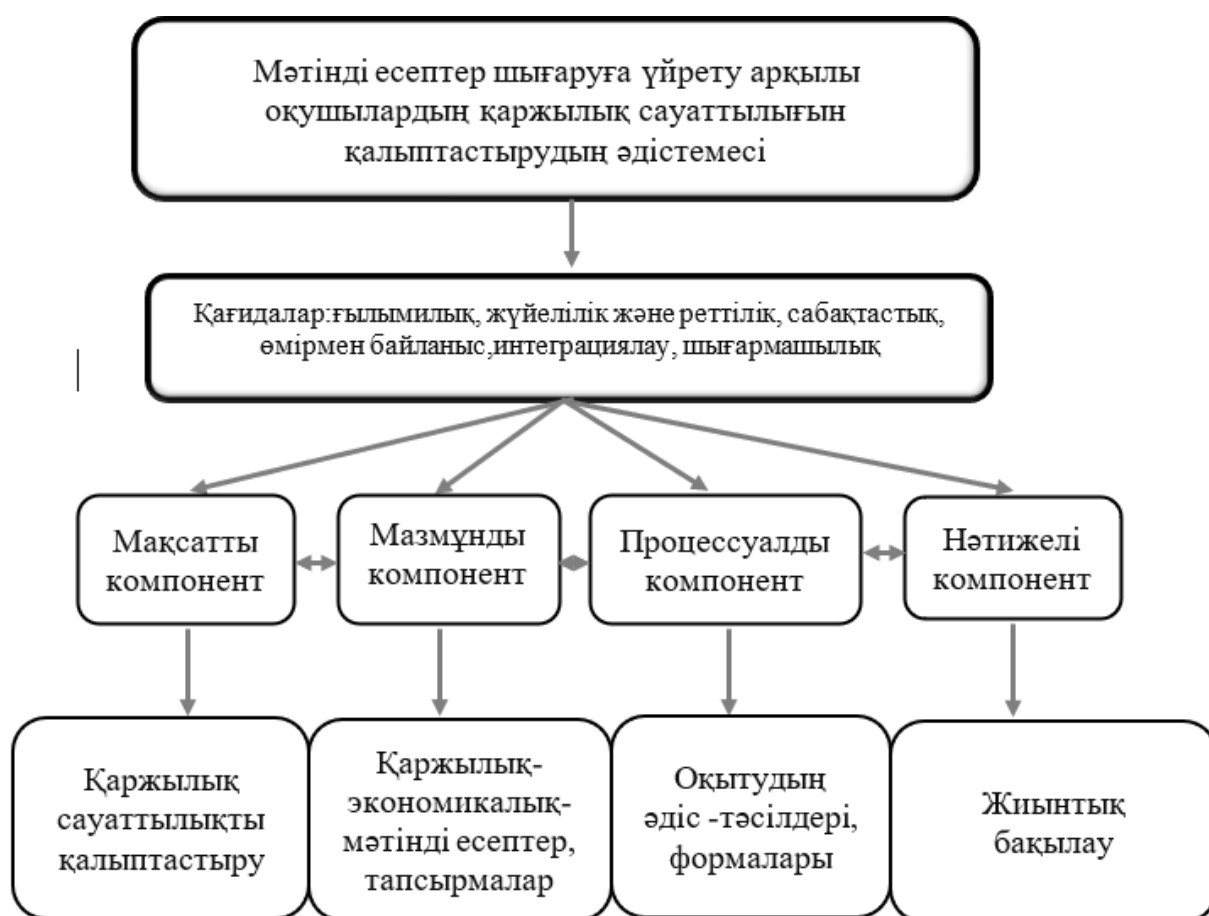 Мәтінді есептер шығаруға үйрету арқылы
оқушылардың қаржылық сауаттылығын
қалыптастырудың әдістемесі
Қағидалар:ғылымилық, жүйелілік және реттілік, сабақтастық,
өмірмен байланыс,интеграциялау, шығармашылық
Мақсатты
компонент
Мазмұнды
компонент
Процессуалды
компонент
Нәтижелі
компонент
Қаржылық
сауаттылықты
қалыптастыру
Қаржылық-
экономикалық-
мәтінді есептер,
тапсырмалар
Оқытудың
әдіс -тәсілдері,
формалары
Жиынтық
бақылау